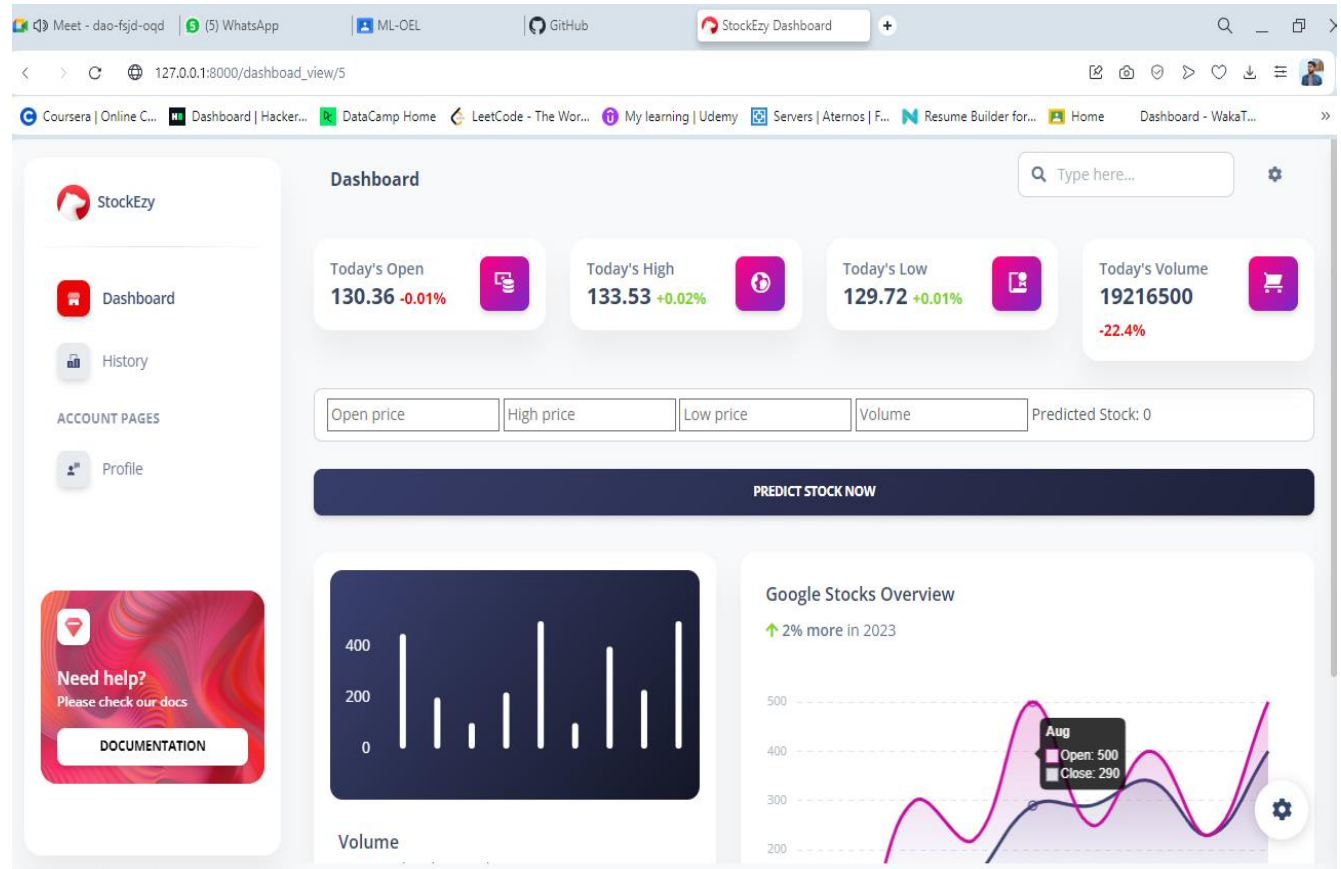 Meet - dao-fsjd-oqd (5) WhatsApp ML-OEL GitHub StockEzy Dashboard
127.0.0.1:8000/dashboad_view/5
Coursera | Online C... Dashboard | Hacker... DataCamp Home LeetCode - The Wor... My learning | Udemy Servers | Aternos | F... Resume Builder for... Home Dashboard - WakaT...
StockEzy
Dashboard
History
ACCOUNT PAGES
Profile
Need help?
Please check our docs
DOCUMENTATION
Dashboard
Type here...
Today's Open
130.36 -0.01%
Today's High
133.53 +0.02%
Today's Low
129.72 +0.01%
Today's Volume
19216500
-22.4%
Open price High price Low price Volume Predicted Stock: 0
PREDICT STOCK NOW
400
200
0
Volume
Google Stocks Overview
2% more in 2023
500
400
300
200
Aug
Open: 500
Close: 290